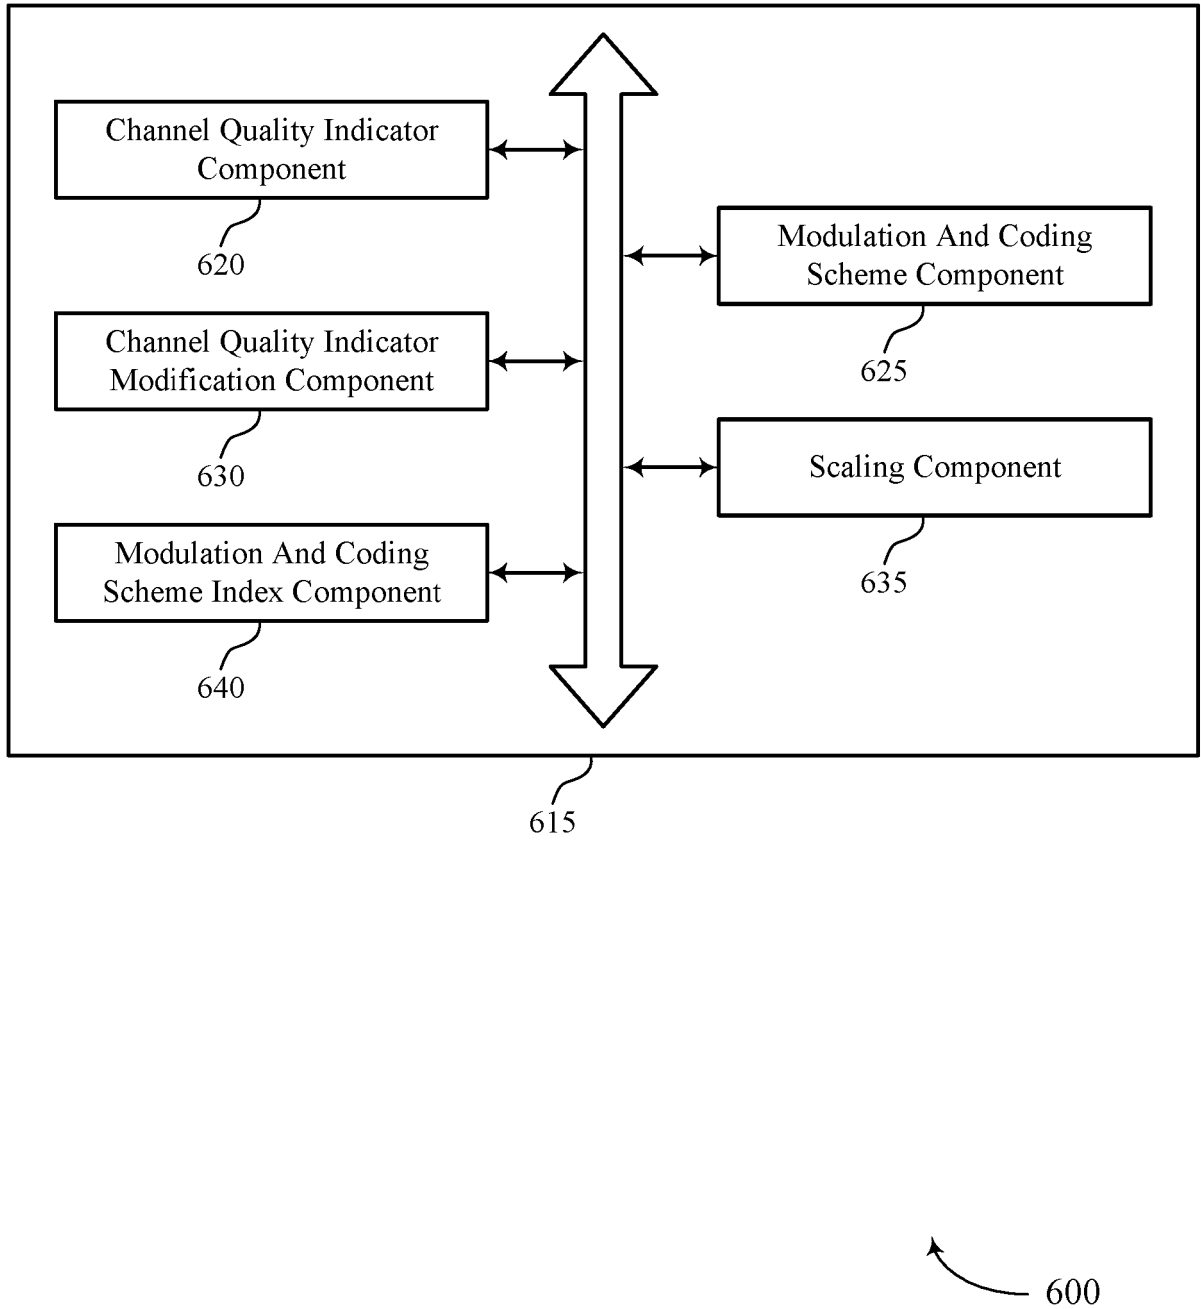 Channel Quality Indicator
Component
620
Modulation And Coding
Scheme Component
625
Channel Quality Indicator
Modification Component
630
Scaling Component
635
Modulation And Coding
Scheme Index Component
640
615
600